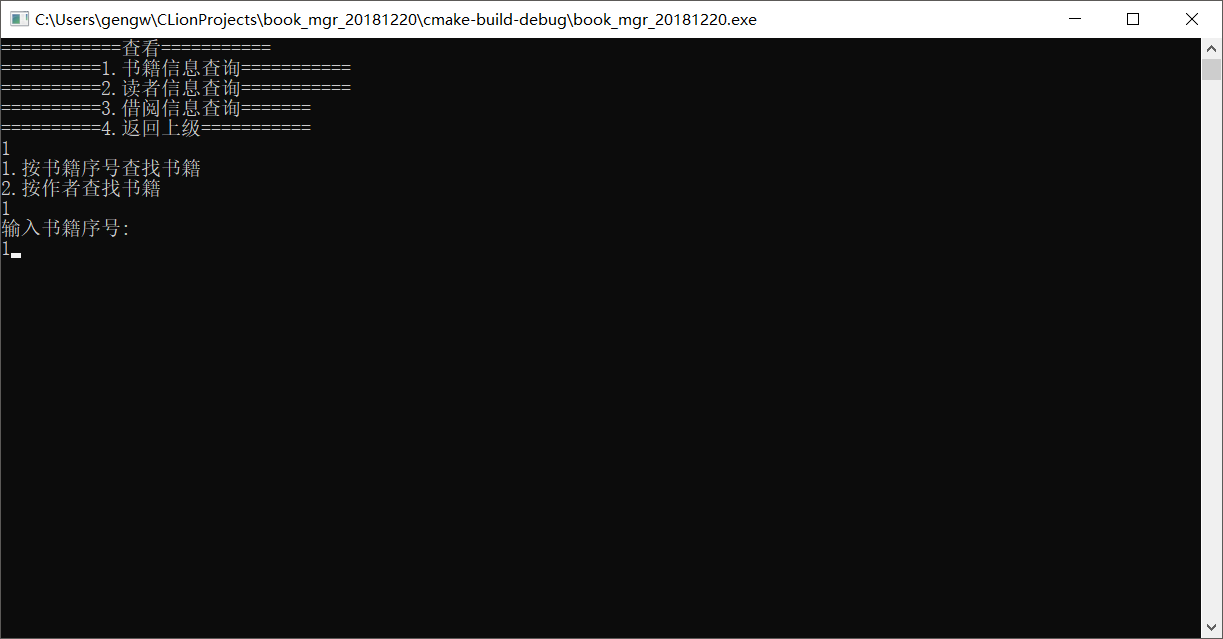 C:\Users\gengw\CLionProjects\book_mgr_20181220\cmake-build-debug\book_mgr_20181220.exe
============查看===========
==========1.书籍信息查询===========
==========2.读者信息查询===========
==========3.借阅信息查询=======
==========4.返回上级===========
1
1.按书籍序号查找书籍
2.按作者查找书籍
1
输入书籍序号:
1